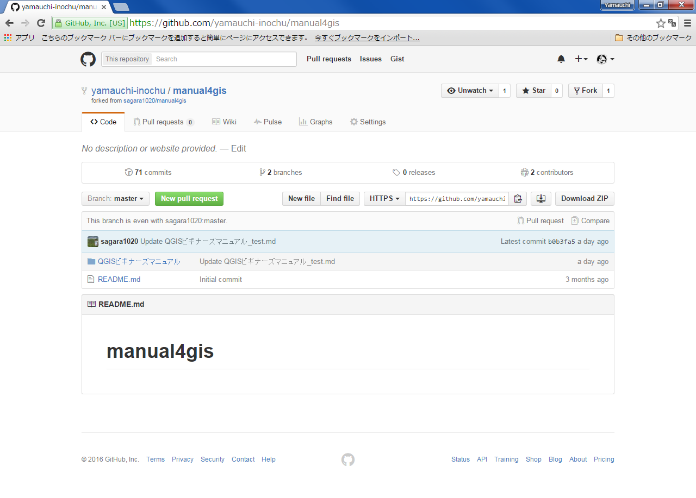 yamauchi-inochu/manual4gis
Yamauchi
GitHub, Inc. [US] https://github.com/yamauchi-inochu/manual4gis
アプリ こちらのブックマーク バーにブックマークを追加すると簡単にページにアクセスできます。 今すぐブックマークをインポート... その他のブックマーク
This repository Search Pull requests Issues Gist
yamauchi-inochu / manual4gis Unwatch 1 Star 0 Fork 1
forked from sagara1020/manual4gis
Code Pull requests 0 Wiki Pulse Graphs Settings
No description or website provided. — Edit
71 commits 2 branches 0 releases 2 contributors
Branch: master New pull request New file Find file HTTPS https://github.com/yamauchi Download ZIP
This branch is even with sagara1020:master. Pull request Compare
sagara1020 Update QGISビギナーズマニュアル_test.md Latest commit b0b3fa5 a day ago
QGISビギナーズマニュアル Update QGISビギナーズマニュアル_test.md a day ago
README.md Initial commit 3 months ago
README.md
manual4gis
© 2016 GitHub, Inc. Terms Privacy Security Contact Help Status API Training Shop Blog About Pricing